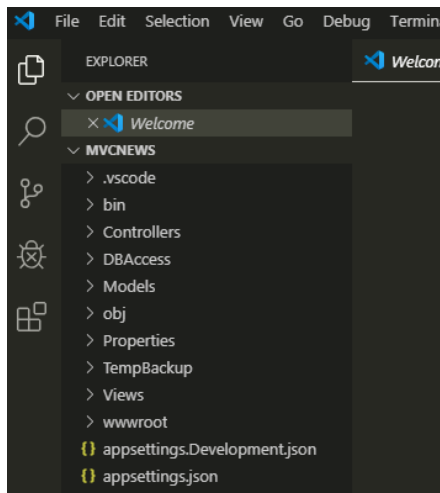 File Edit Selection View Go Debug
EXPLORER
Welcome
OPEN EDITORS
Welcome
MVCNEWS
.vscode
bin
Controllers
DBAccess
Models
obj
Properties
TempBackup
Views
wwwroot
{} appsettings.Development.json
{} appsettings.json